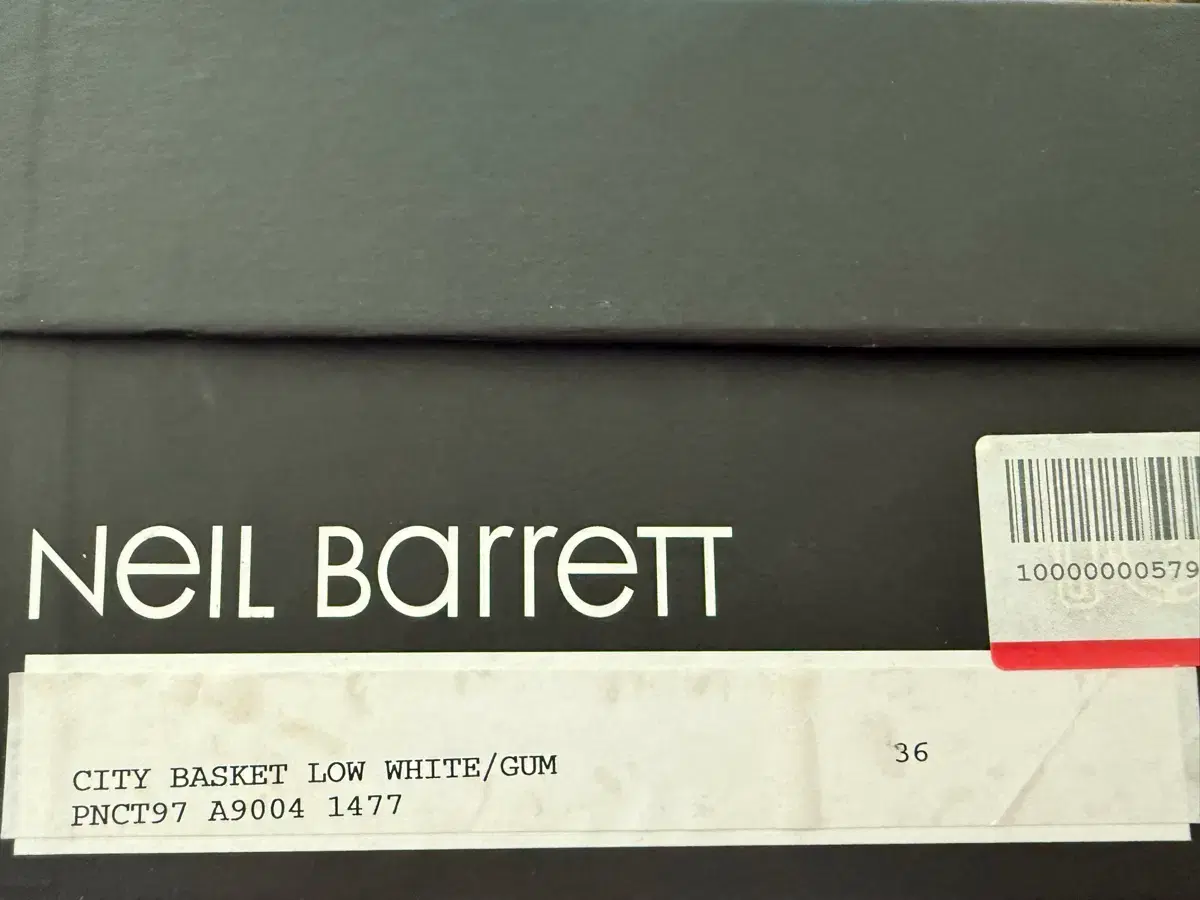 10000000579
NeIL BarreTT
CITY BASKET LOW WHITE/GUM
36
PNCT97 A9004 1477